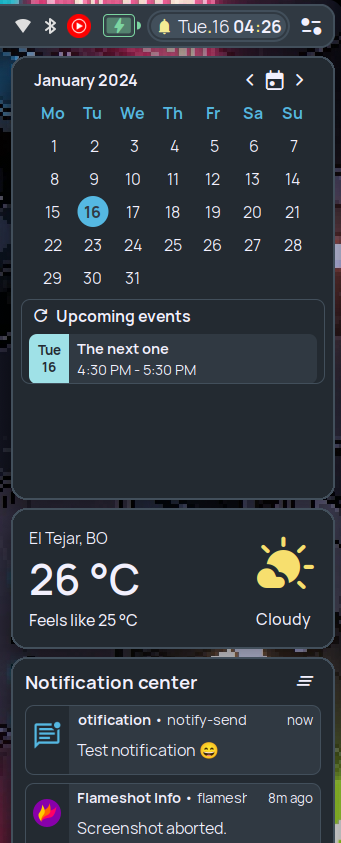 Tue.16 04:26
January 2024
Mo Tu We Th Fr Sa Su
1 2 3 4 5 6 7
8 9 10 11 12 13 14
15 16 17 18 19 20 21
22 23 24 25 26 27 28
29 30 31
Upcoming events
Tue
16
The next one
4:30 PM - 5:30 PM
El Tejar, BO
26 °C
Feels like 25 °C
Cloudy
Notification center
otification • notify-send now
Test notification 😄
Flameshot Info • flamesh 8m ago
Screenshot aborted.